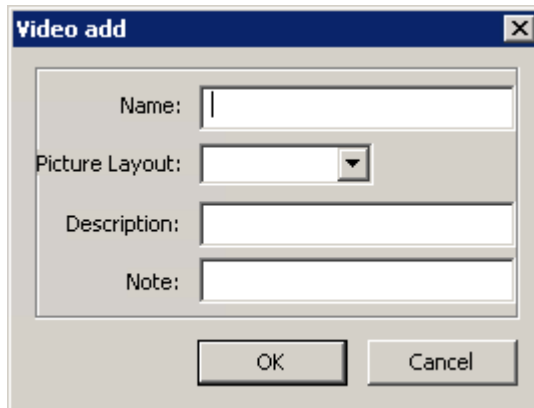 Video add
Name:
Picture Layout:
Description:
Note:
OK
Cancel